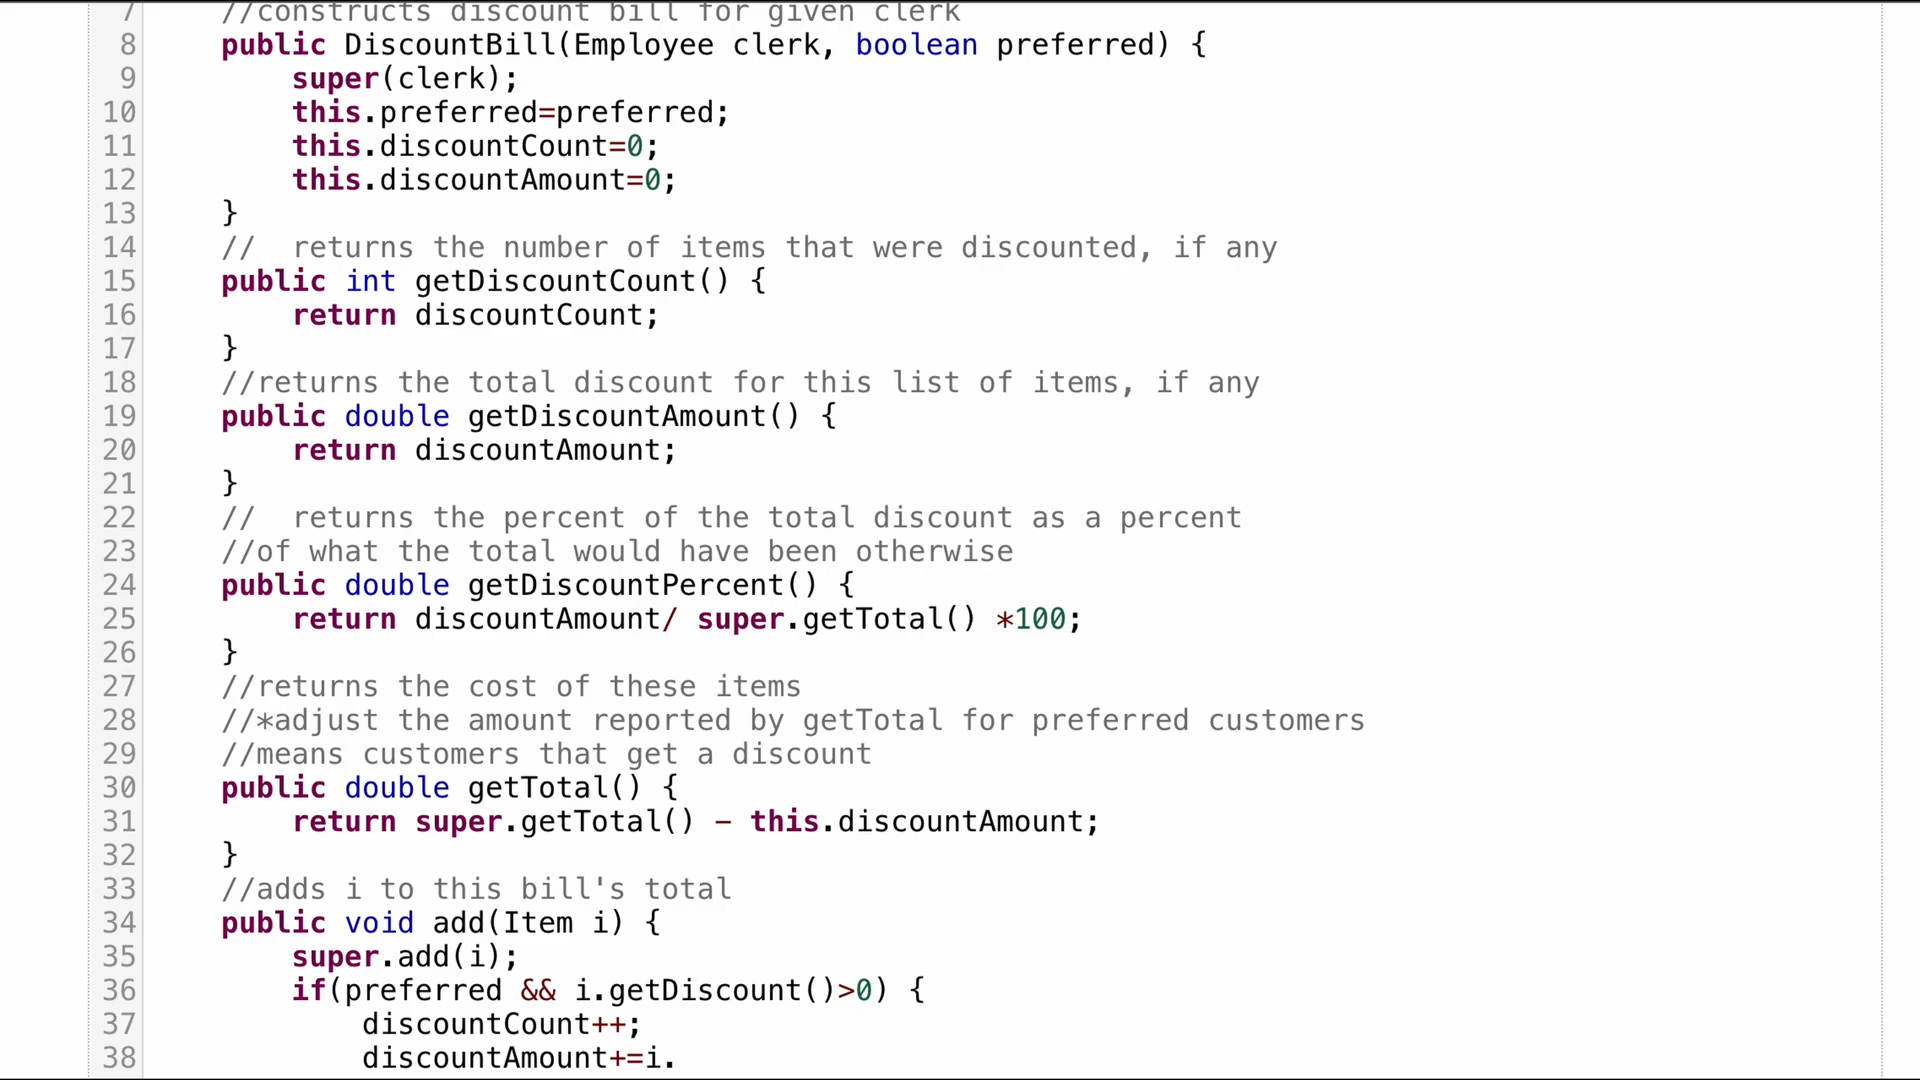 7 //constructs discount bill for given clerk
8 public DiscountBill(Employee clerk, boolean preferred) {
9 super(clerk);
10 this.preferred=preferred;
11 this.discountCount=0;
12 this.discountAmount=0;
13 }
14 //  returns the number of items that were discounted, if any
15 public int getDiscountCount() {
16 return discountCount;
17 }
18 //returns the total discount for this list of items, if any
19 public double getDiscountAmount() {
20 return discountAmount;
21 }
22 //  returns the percent of the total discount as a percent
23 //of what the total would have been otherwise
24 public double getDiscountPercent() {
25 return discountAmount/ super.getTotal() *100;
26 }
27 //returns the cost of these items
28 //*adjust the amount reported by getTotal for preferred customers
29 //means customers that get a discount
30 public double getTotal() {
31 return super.getTotal() - this.discountAmount;
32 }
33 //adds i to this bill's total
34 public void add(Item i) {
35 super.add(i);
36 if(preferred && i.getDiscount()>0) {
37 discountCount++;
38 discountAmount+=i.